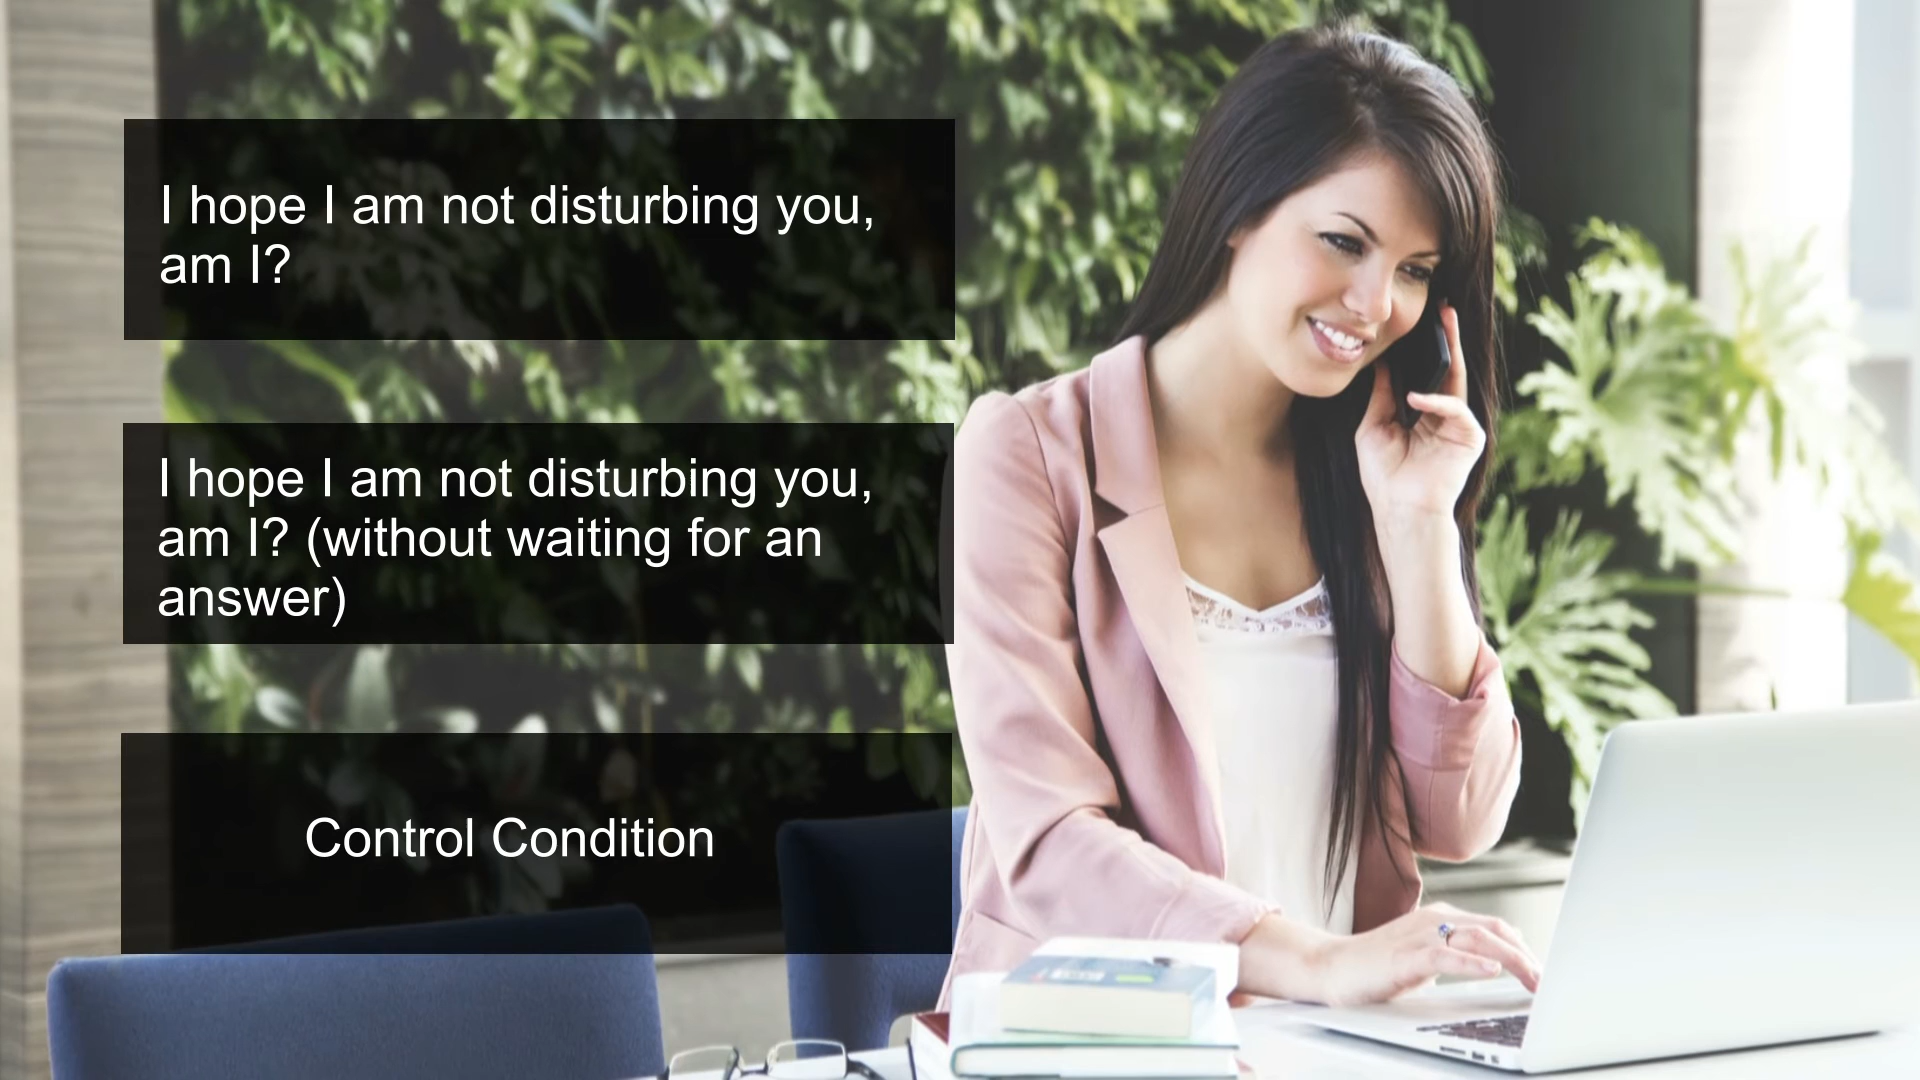 I hope I am not disturbing you,
am I?
I hope I am not disturbing you,
am I? (without waiting for an
answer)
Control Condition